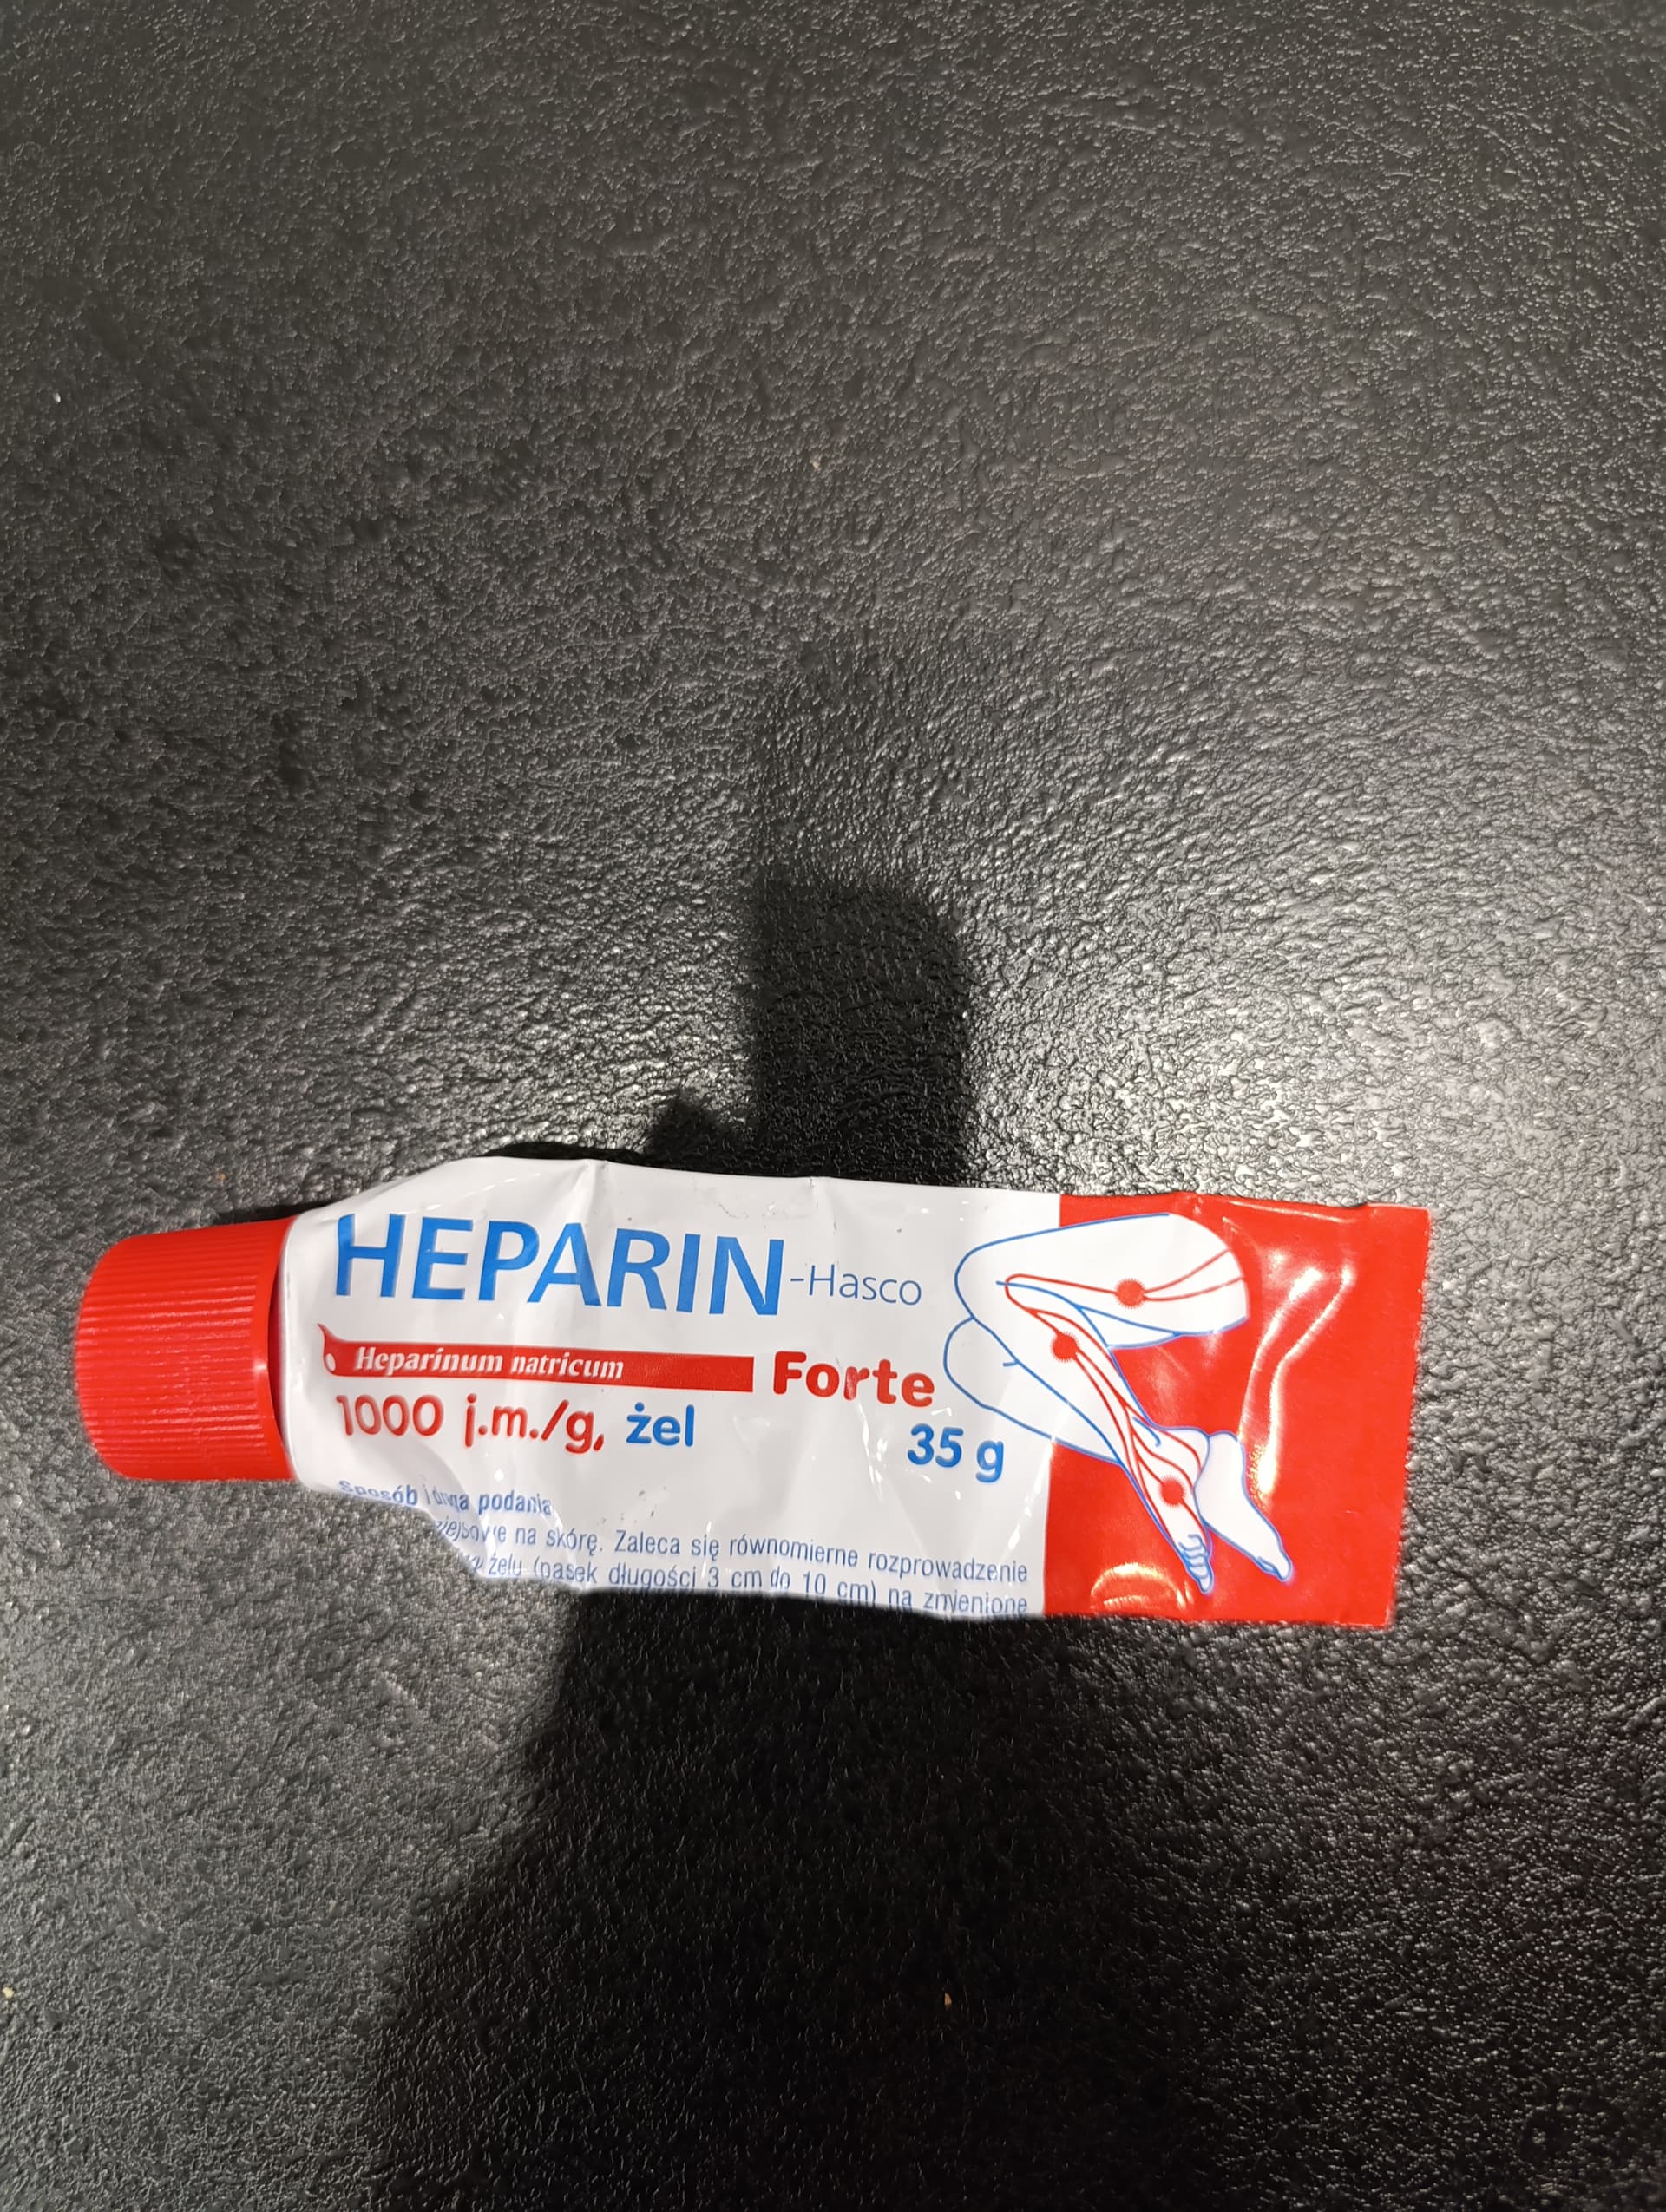 HEPARIN-Hasco
Heparinum natricum Forte
1000 j.m./g, żel
35 g
Sposób i droga podania
na skórę. Zaleca się równomierne rozprowadzenie
żelu (pasek długości 3 cm do 10 cm) na zmienione